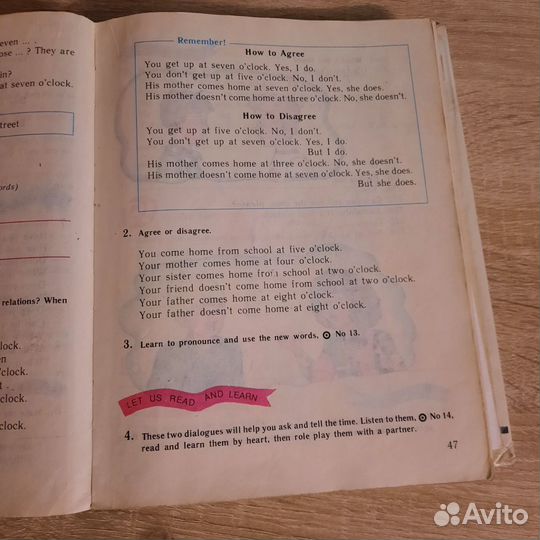 even ... .
ose ... ? They are
in?
at seven o'clock.
treet
ords)
relations? When
lock.
en
clock.
t
clock.
clock.
Remember!
How to Agree
You get up at seven o'clock. Yes, I do.
You don't get up at five o'clock. No, I don't.
His mother comes home at seven o'clock. Yes, she does.
His mother doesn't come home at three o'clock. No, she doesn't.
How to Disagree
You get up at five o'clock. No, I don't.
You don't get up at seven o'clock. Yes, I do.
But I do.
His mother comes home at three o'clock. No, she doesn't.
His mother doesn't come home at seven o'clock. Yes, she does.
But she does.
2. Agree or disagree.
You come home from school at five o'clock.
Your mother comes home at four o'clock.
Your sister comes home from school at two o'clock.
Your friend doesn't come from school at two o'clock.
Your father comes home at eight o'clock.
Your father doesn't come home at eight o'clock.
3. Learn to pronounce and use the new words, No 13.
LET US READ AND LEARN
4. These two dialogues will help you ask and tell the time. Listen to them, No 14,
read and learn them by heart, then role play them with a partner.
47
Avito